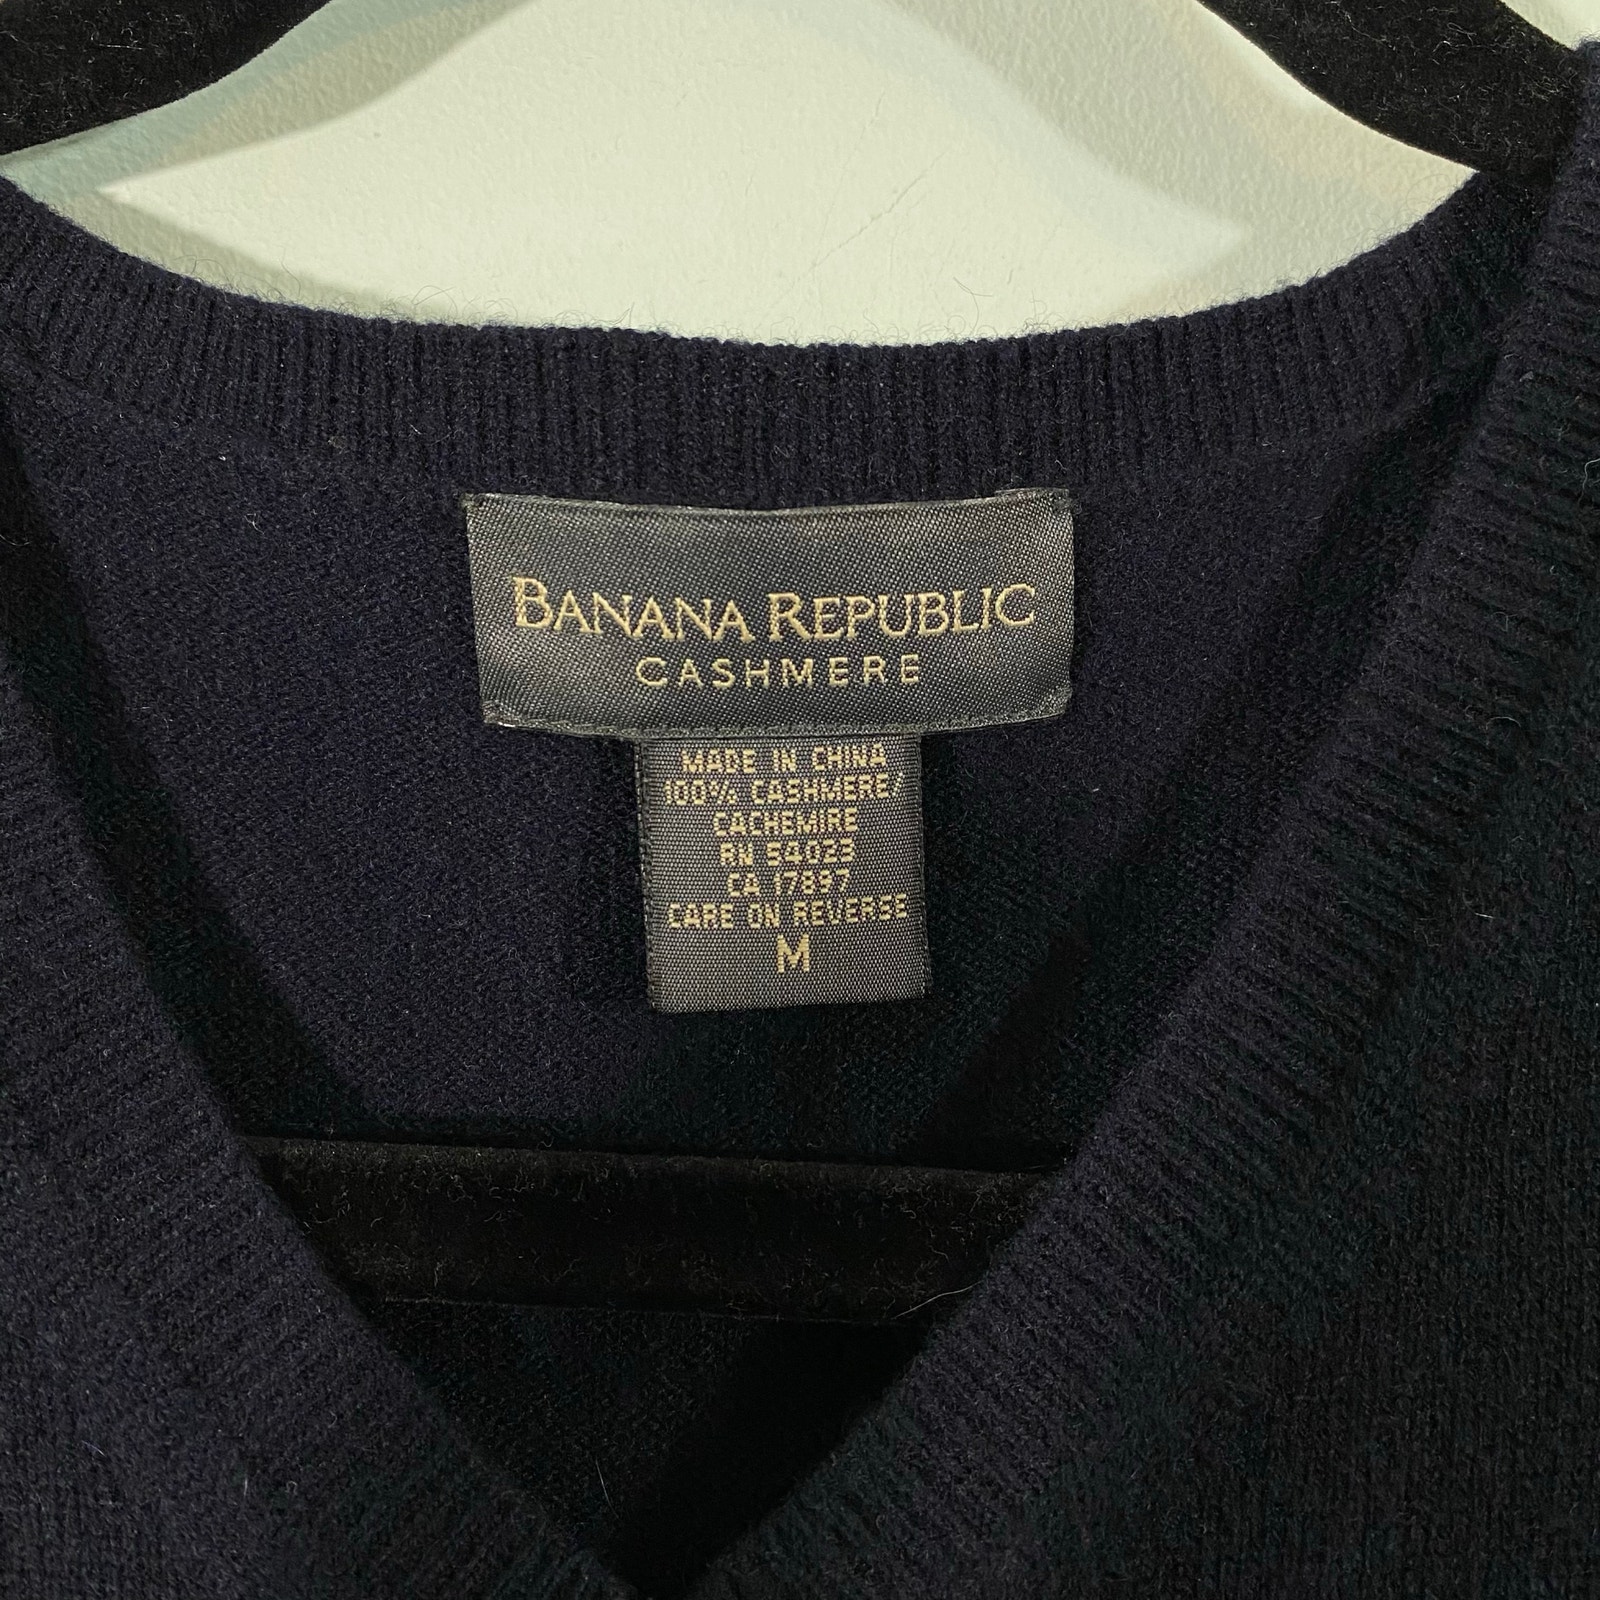 BANANA REPUBLIC
CASHMERE
MADE IN CHINA
100% CASHMERE/
CACHEMIRE
RN 54023
CA 17897
CARE ON REVERSE
M